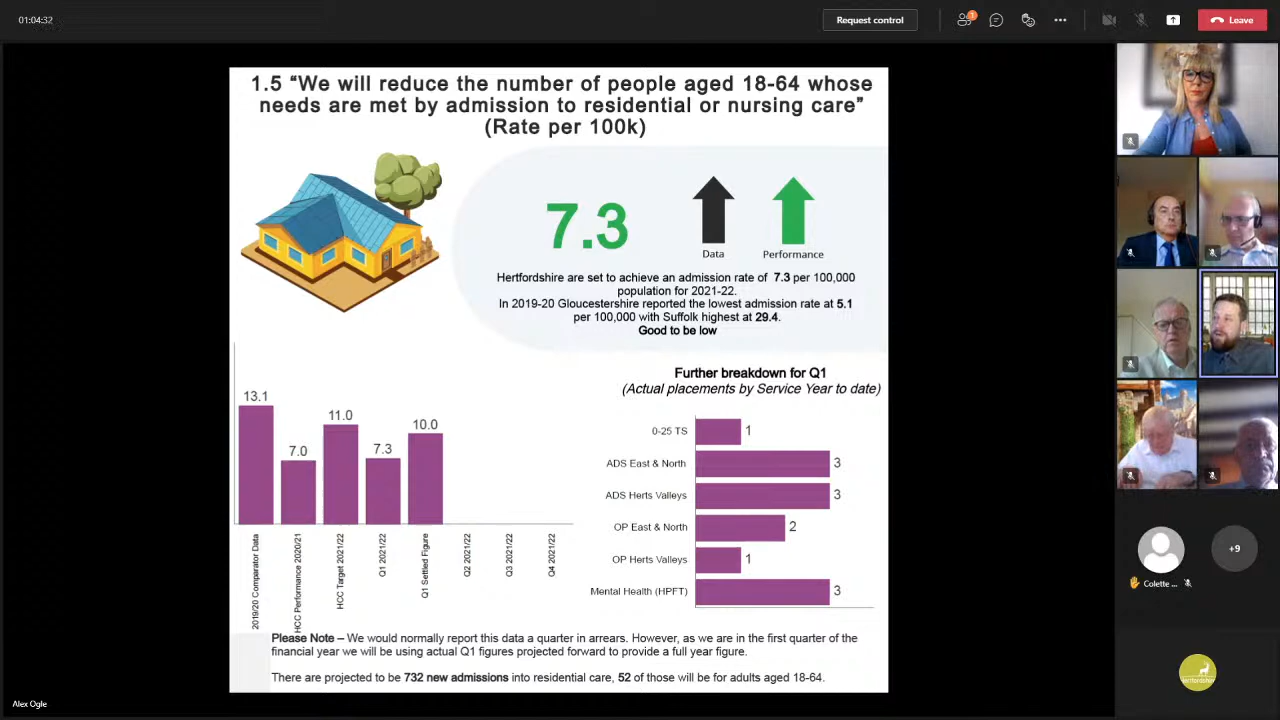 01:04:32
Request control
1
Leave
1.5 “We will reduce the number of people aged 18-64 whose
needs are met by admission to residential or nursing care”
(Rate per 100k)
7.3
Data
Performance
Hertfordshire are set to achieve an admission rate of 7.3 per 100,000
population for 2021-22.
In 2019-20 Gloucestershire reported the lowest admission rate at 5.1
per 100,000 with Suffolk highest at 29.4.
Good to be low
13.1
7.0
11.0
7.3
10.0
2019/20 Comparator Data
HCC Performance 2020/21
HCC Target 2021/22
Q1 2021/22
Q1 Settled Figure
Q2 2021/22
Q3 2021/22
Q4 2021/22
Further breakdown for Q1
(Actual placements by Service Year to date)
0-25 TS 1
ADS East & North 3
ADS Herts Valleys 3
OP East & North 2
OP Herts Valleys 1
Mental Health (HPFT) 3
Please Note – We would normally report this data a quarter in arrears. However, as we are in the first quarter of the
financial year we will be using actual Q1 figures projected forward to provide a full year figure.
There are projected to be 732 new admissions into residential care, 52 of those will be for adults aged 18-64.
+9
Colette ...
Alex Ogle